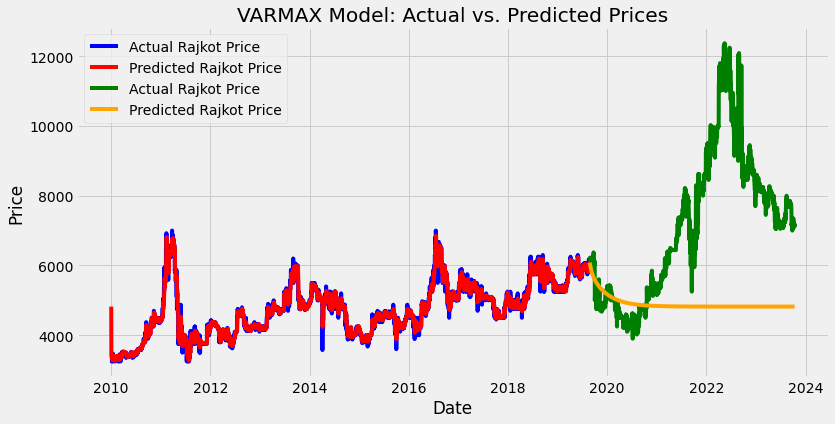 VARMAX Model: Actual vs. Predicted Prices
Actual Rajkot Price
Predicted Rajkot Price
Actual Rajkot Price
Predicted Rajkot Price
12000
10000
8000
6000
4000
Price
2010 2012 2014 2016 2018 2020 2022 2024
Date